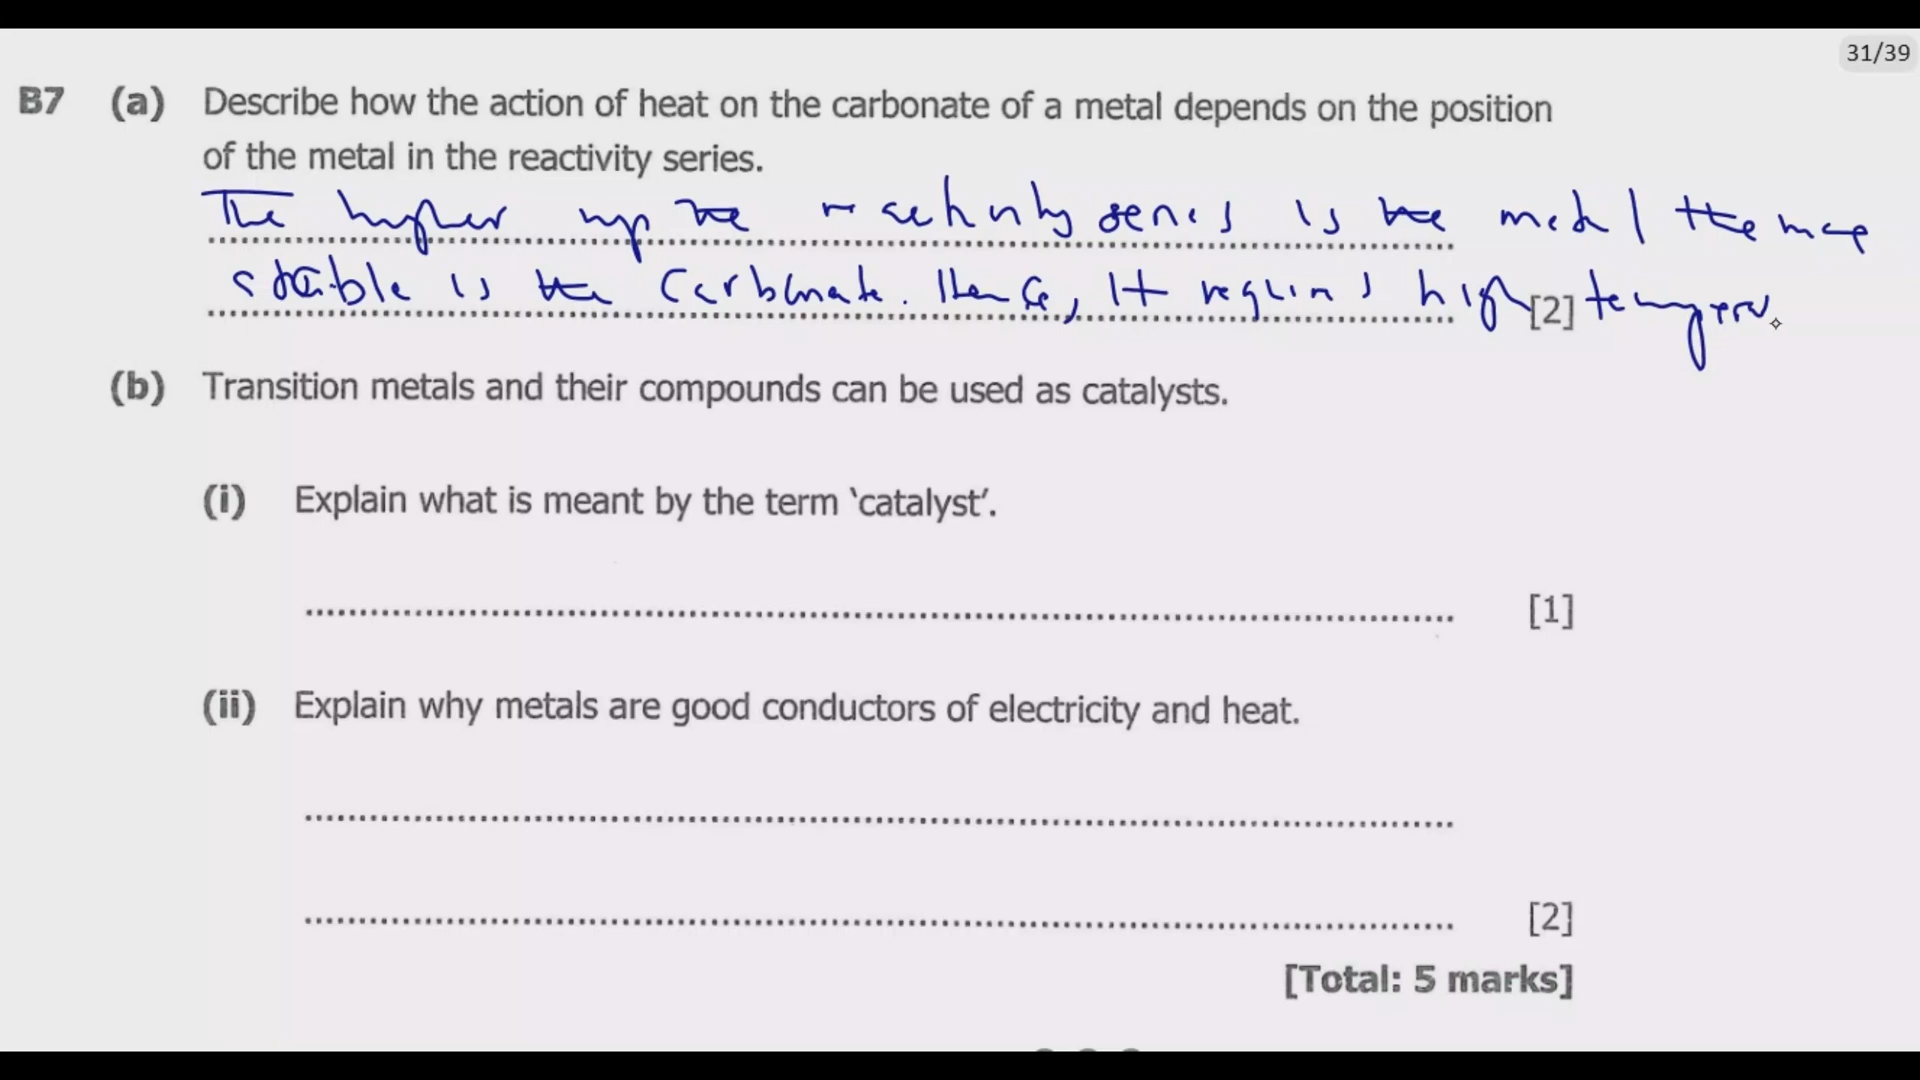 31/39
B7 (a) Describe how the action of heat on the carbonate of a metal depends on the position
of the metal in the reactivity series.
The higher up the reactivity series is the metal the more
stable is the carbonate. Hence, it requires high
[2]
(b) Transition metals and their compounds can be used as catalysts.
(i) Explain what is meant by the term ‘catalyst’.
[1]
(ii) Explain why metals are good conductors of electricity and heat.
[2]
[Total: 5 marks]